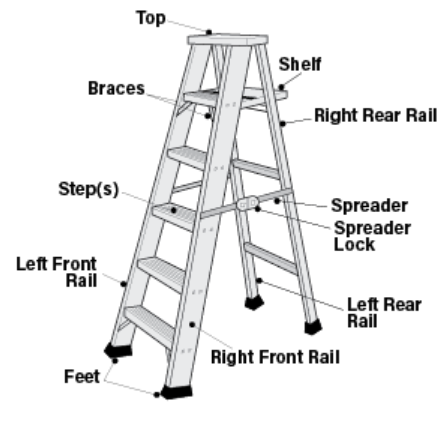 Top
Shelf
Braces
Right Rear Rail
Step(s)
Spreader
Spreader
Lock
Left Front
Rail
Left Rear
Rail
Right Front Rail
Feet